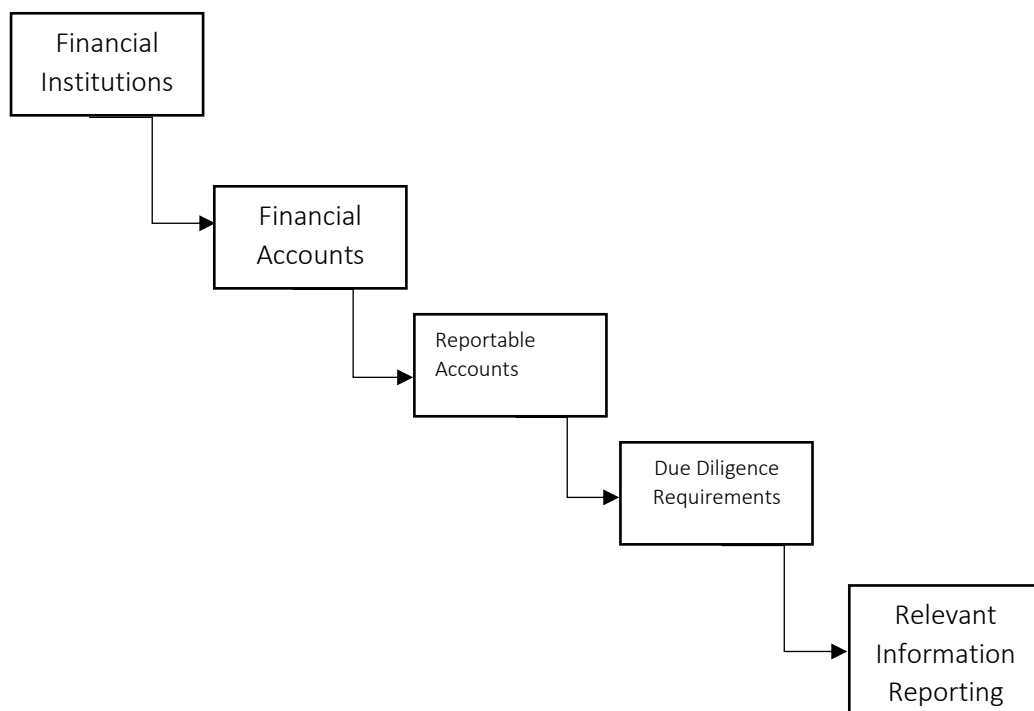 Financial
Institutions
Financial
Accounts
Reportable
Accounts
Due Diligence
Requirements
Relevant
Information
Reporting